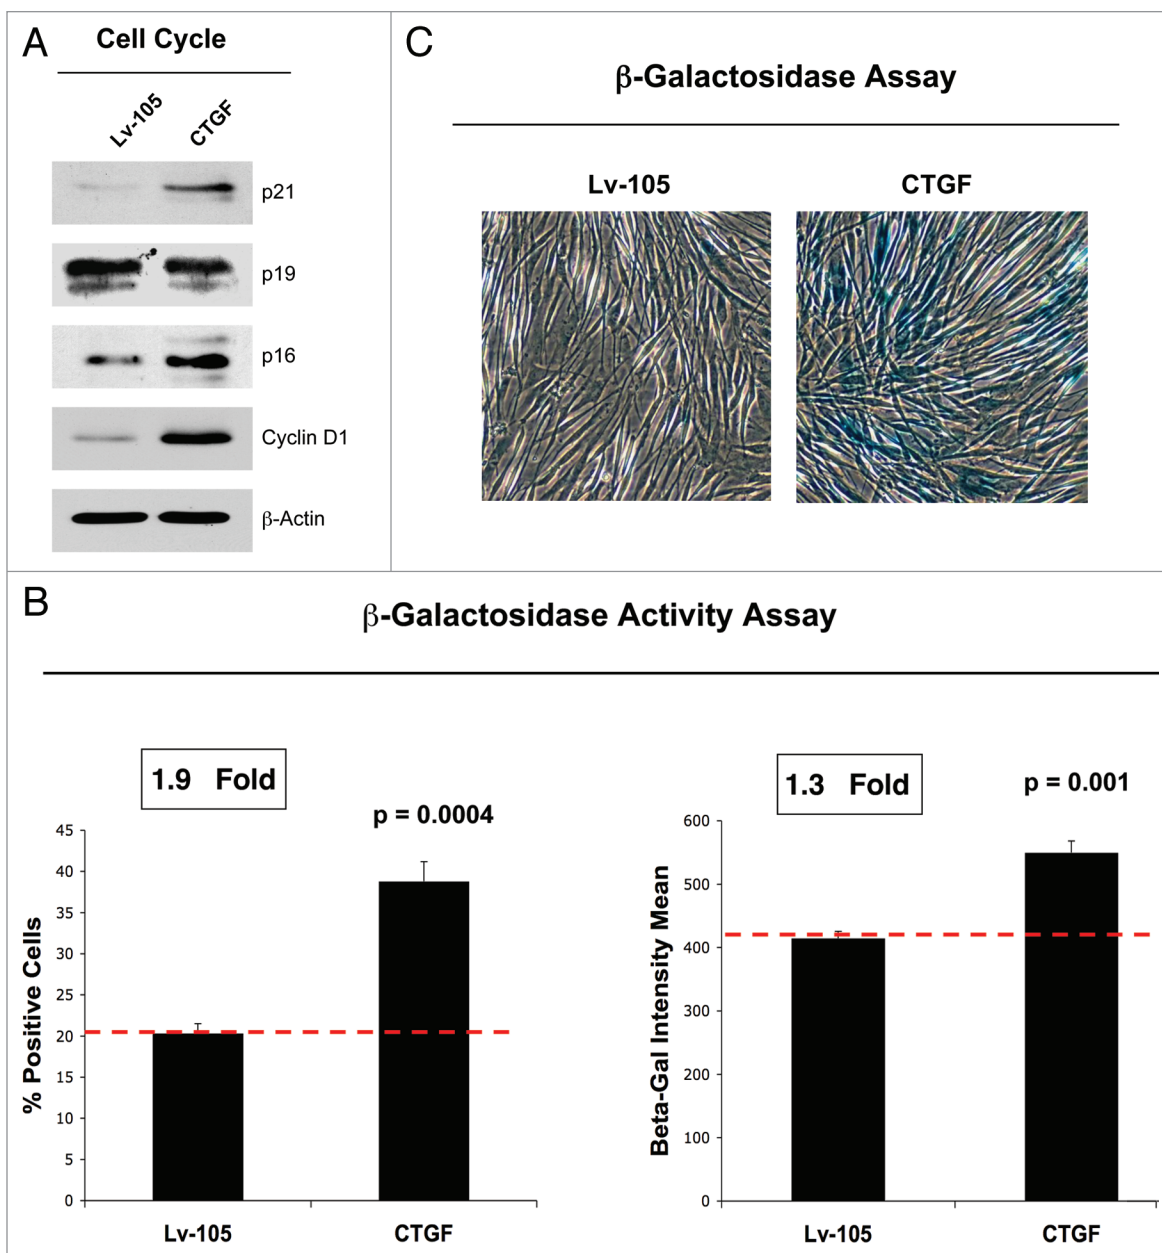 A
Cell Cycle
Lv-105
CTGF
p21
p19
p16
Cyclin D1
β-Actin
C
β-Galactosidase Assay
Lv-105
CTGF
B
β-Galactosidase Activity Assay
1.9 Fold
p = 0.0004
% Positive Cells
45
40
35
30
25
20
15
10
5
0
Lv-105
CTGF
1.3 Fold
p = 0.001
Beta-Gal Intensity Mean
600
500
400
300
200
100
0
Lv-105
CTGF